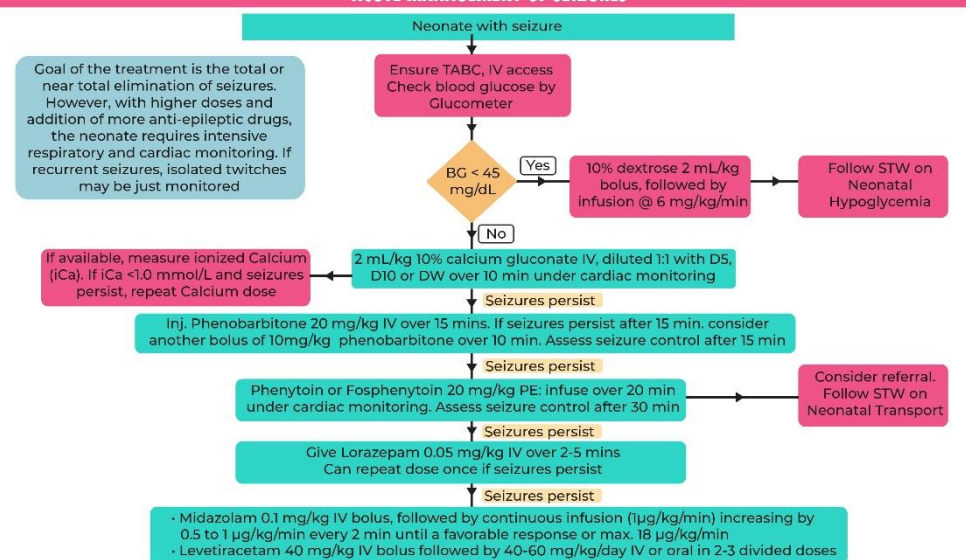 Neonate with seizure
Goal of the treatment is the total or
near total elimination of seizures.
However, with higher doses and
addition of more anti-epileptic drugs,
the neonate requires intensive
respiratory and cardiac monitoring. If
recurrent seizures, isolated twitches
may be just monitored
Ensure TABC, IV access
Check blood glucose by
Glucometer
BG < 45
mg/dL
Yes
10% dextrose 2 mL/kg
bolus, followed by
infusion @ 6 mg/kg/min
Follow STW on
Neonatal
Hypoglycemia
No
If available, measure ionized Calcium
(iCa). If iCa <1.0 mmol/L and seizures
persist, repeat Calcium dose
2 mL/kg 10% calcium gluconate IV, diluted 1:1 with D5,
D10 or DW over 10 min under cardiac monitoring
Seizures persist
Inj. Phenobarbitone 20 mg/kg IV over 15 mins. If seizures persist after 15 min. consider
another bolus of 10mg/kg phenobarbitone over 10 min. Assess seizure control after 15 min
Seizures persist
Phenytoin or Fosphenytoin 20 mg/kg PE: infuse over 20 min
under cardiac monitoring. Assess seizure control after 30 min
Consider referral.
Follow STW on
Neonatal Transport
Seizures persist
Give Lorazepam 0.05 mg/kg IV over 2-5 mins
Can repeat dose once if seizures persist
Seizures persist
• Midazolam 0.1 mg/kg IV bolus, followed by continuous infusion (1µg/kg/min) increasing by
0.5 to 1 µg/kg/min every 2 min until a favorable response or max. 18 µg/kg/min
• Levetiracetam 40 mg/kg IV bolus followed by 40-60 mg/kg/day IV or oral in 2-3 divided doses